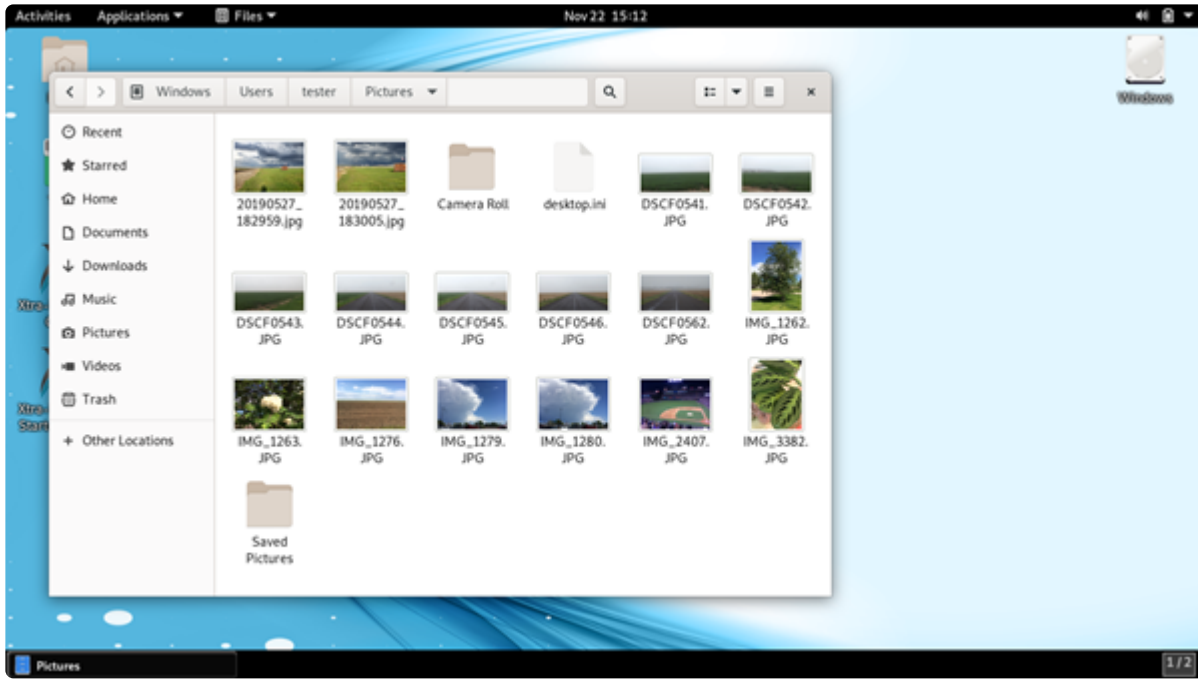 Activities Applications Files Nov 22 15:12
Windows Users tester Pictures
Windows
Recent
Starred
Home
Documents
Downloads
Music
Pictures
Videos
Trash
Other Locations
20190527_
182959.jpg
20190527_
183005.jpg
Camera Roll
desktop.ini
DSCF0541.
JPG
DSCF0542.
JPG
DSCF0543.
JPG
DSCF0544.
JPG
DSCF0545.
JPG
DSCF0546.
JPG
DSCF0562.
JPG
IMG_1262.
JPG
IMG_1263.
JPG
IMG_1276.
JPG
IMG_1279.
JPG
IMG_1280.
JPG
IMG_2407.
JPG
IMG_3382.
JPG
Saved
Pictures
Xtra
Xtra
Start
Pictures
1/2